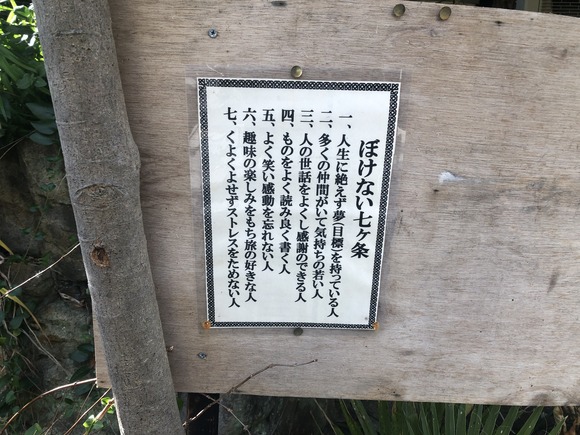 ぼけない七ケ条
一、人生に絶えず夢(目標)を持っている人
二、多くの仲間がいて気持ちの若い人
三、人の世話をよくし感謝のできる人
四、ものをよく読み良く書く人
五、よく笑い感動を忘れない人
六、趣味の楽しみをもち旅の好きな人
七、くよくよせずストレスをためない人